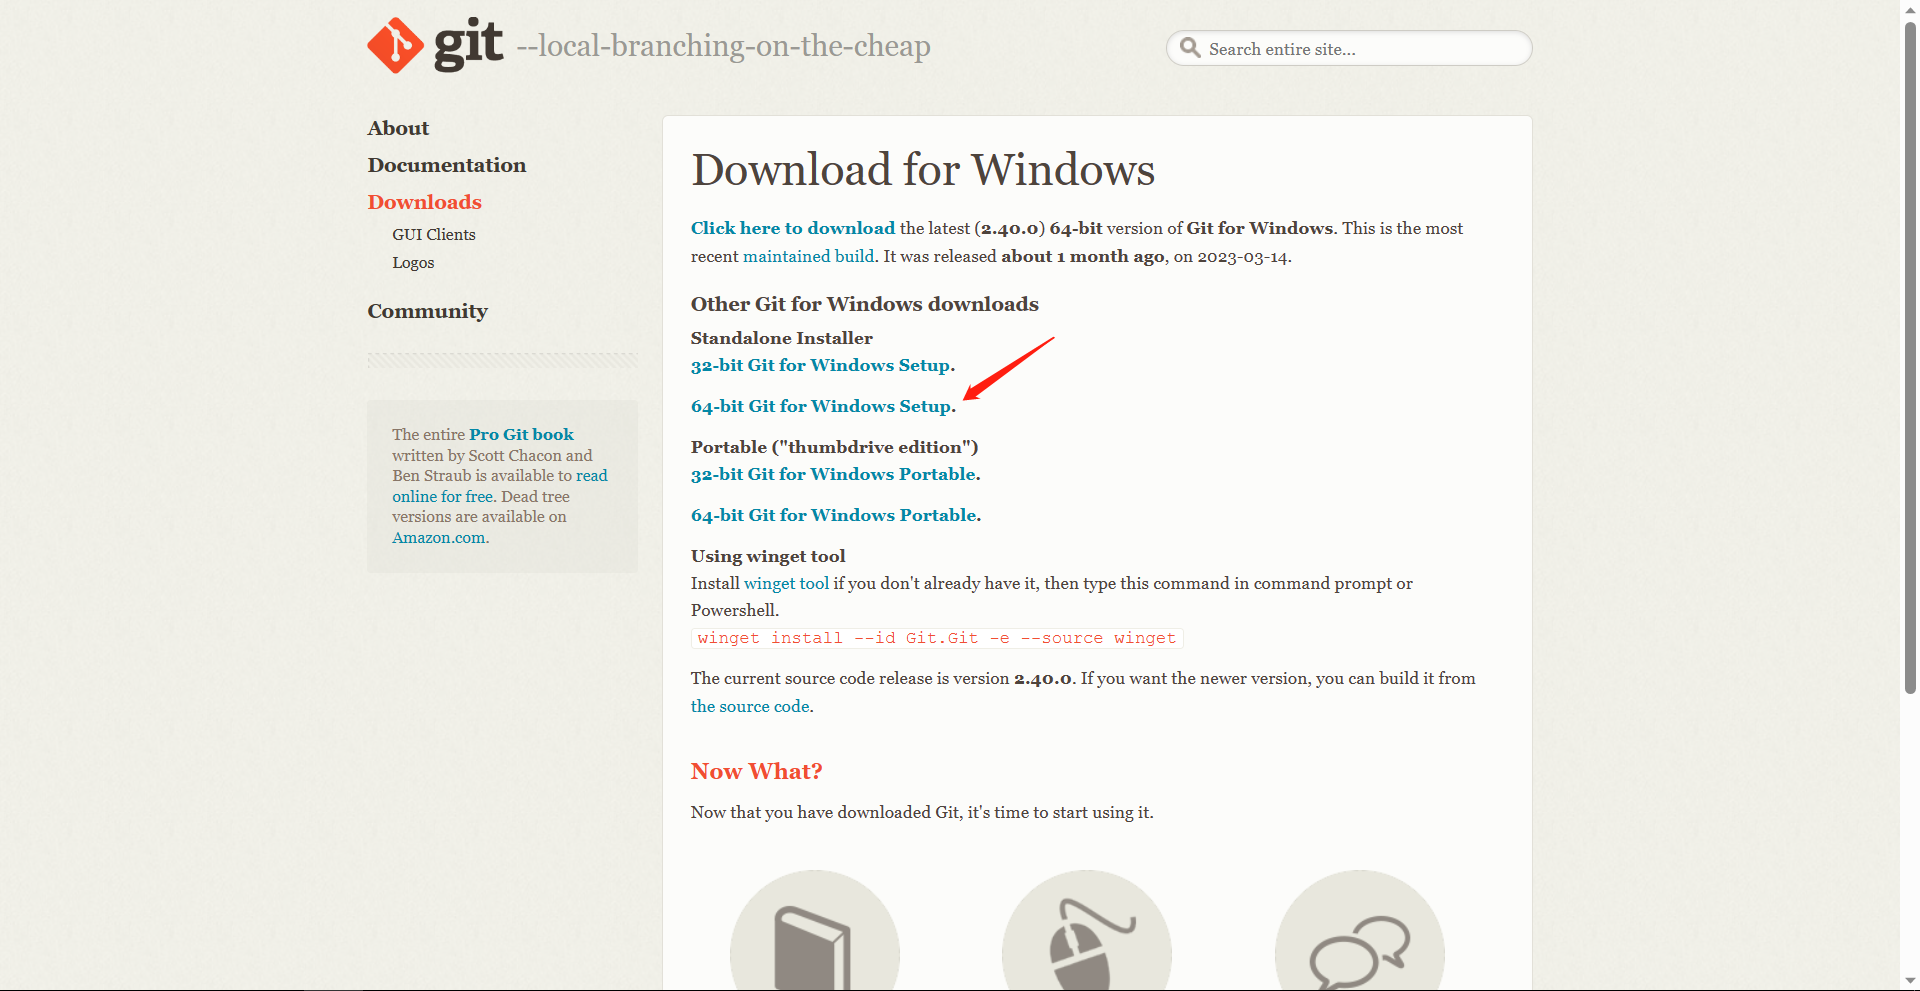 git --local-branching-on-the-cheap
Search entire site...
About
Documentation
Downloads
GUI Clients
Logos
Community
The entire Pro Git book
written by Scott Chacon and
Ben Straub is available to read
online for free. Dead tree
versions are available on
Amazon.com.
Download for Windows
Click here to download the latest (2.40.0) 64-bit version of Git for Windows. This is the most
recent maintained build. It was released about 1 month ago, on 2023-03-14.
Other Git for Windows downloads
Standalone Installer
32-bit Git for Windows Setup.
64-bit Git for Windows Setup.
Portable ("thumbdrive edition")
32-bit Git for Windows Portable.
64-bit Git for Windows Portable.
Using winget tool
Install winget tool if you don't already have it, then type this command in command prompt or
Powershell.
winget install --id Git.Git -e --source winget
The current source code release is version 2.40.0. If you want the newer version, you can build it from
the source code.
Now What?
Now that you have downloaded Git, it's time to start using it.